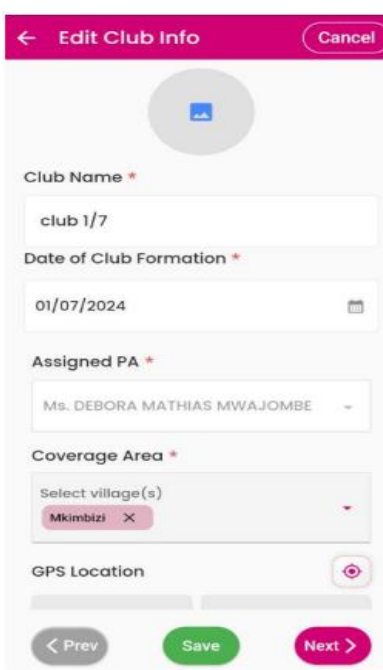 ← Edit Club Info Cancel
Club Name *
club 1/7
Date of Club Formation *
01/07/2024
Assigned PA *
Ms. DEBORA MATHIAS MWAJOMBE
Coverage Area *
Select village(s)
Mkimbizi ✕
GPS Location
< Prev Save Next >